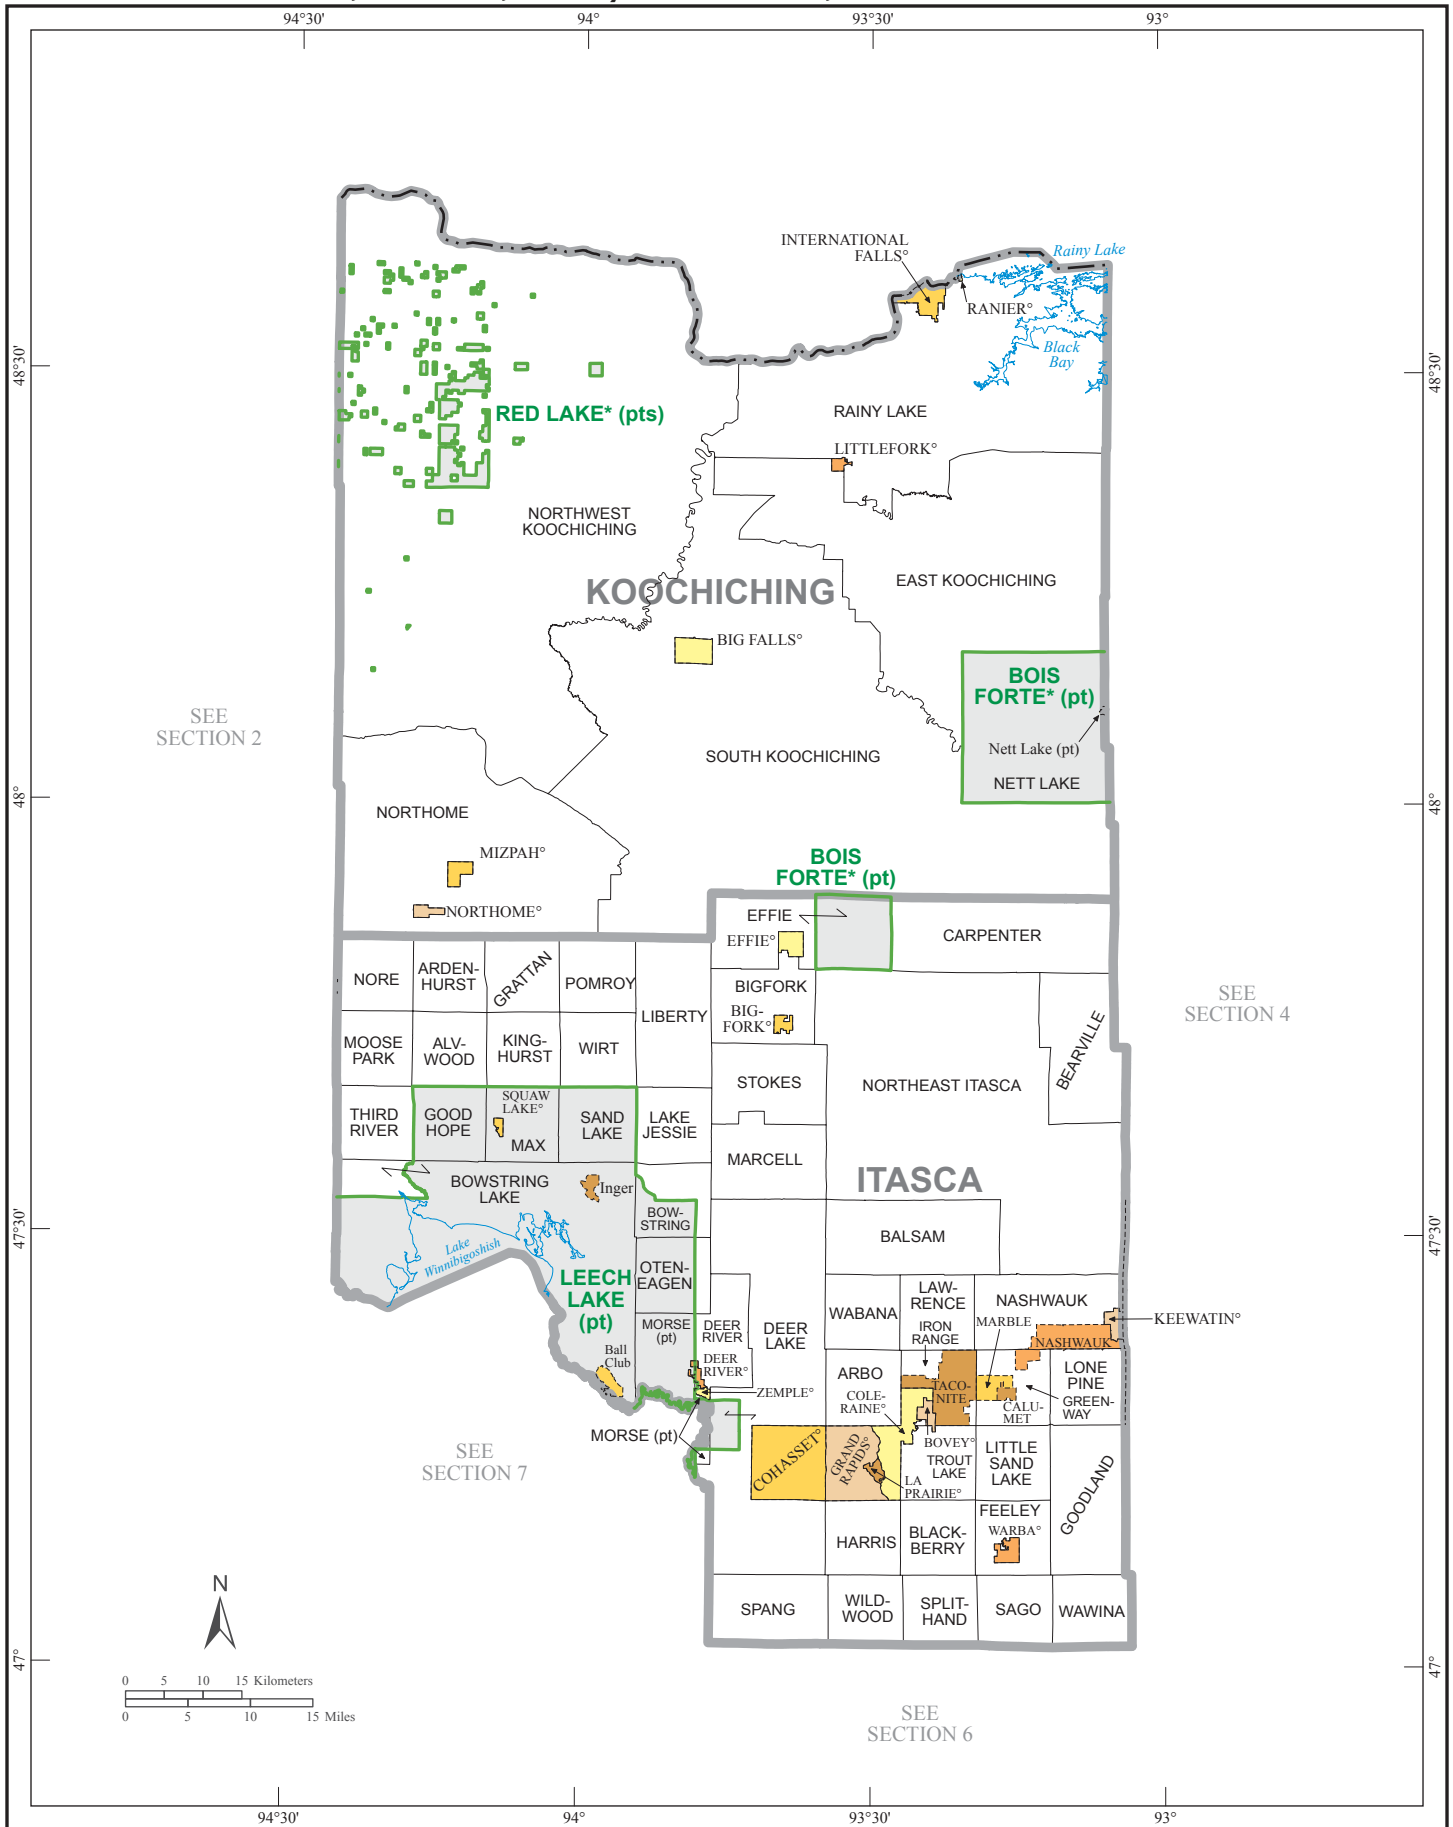 94°30'
94°
93°30'
93°
INTERNATIONAL
FALLS°
Rainy Lake
RANIER°
Black
Bay
48°30'
48°30'
RED LAKE* (pts)
RAINY LAKE
LITTLEFORK°
NORTHWEST
KOOCHICHING
KOOCHICHING
EAST KOOCHICHING
BIG FALLS°
BOIS
FORTE* (pt)
SEE
SECTION 2
Nett Lake (pt)
SOUTH KOOCHICHING
NETT LAKE
48°
48°
NORTHOME
MIZPAH°
BOIS
FORTE* (pt)
NORTHOME°
EFFIE
EFFIE°
CARPENTER
NORE
ARDEN-
HURST
GRATTAN
POMROY
BIGFORK
LIBERTY
BIG-
FORK°
SEE
SECTION 4
MOOSE
PARK
ALV-
WOOD
KING-
HURST
WIRT
BEARVILLE
STOKES
NORTHEAST ITASCA
THIRD
RIVER
GOOD
HOPE
SQUAW
LAKE°
MAX
SAND
LAKE
LAKE
JESSIE
MARCELL
ITASCA
BOWSTRING
LAKE
Inger
BOW-
STRING
BALSAM
47°30'
47°30'
Lake
Winnibigoshish
LEECH
LAKE
(pt)
OTEN-
EAGEN
LAW-
RENCE
NASHWAUK
WABANA
MORSE
(pt)
DEER
RIVER
DEER
LAKE
IRON
RANGE
MARBLE
KEEWATIN°
NASHWAUK
Ball
Club
DEER
RIVER°
ARBO
LONE
PINE
TACO-
NITE
COLE-
RAINE°
ZEMPLE°
GREEN-
WAY
CALU-
MET
MORSE (pt)
SEE
SECTION 7
COHASSET°
GRAND
RAPIDS°
BOVEY°
TROUT
LAKE
LITTLE
SAND
LAKE
LA
PRAIRIE°
GOODLAND
FEELEY
WARBA°
HARRIS
BLACK-
BERRY
N
SPANG
WILD-
WOOD
SPLIT-
HAND
SAGO
WAWINA
47°
47°
0 5 10 15 Kilometers
0 5 10 15 Miles
SEE
SECTION 6
94°30'
94°
93°30'
93°